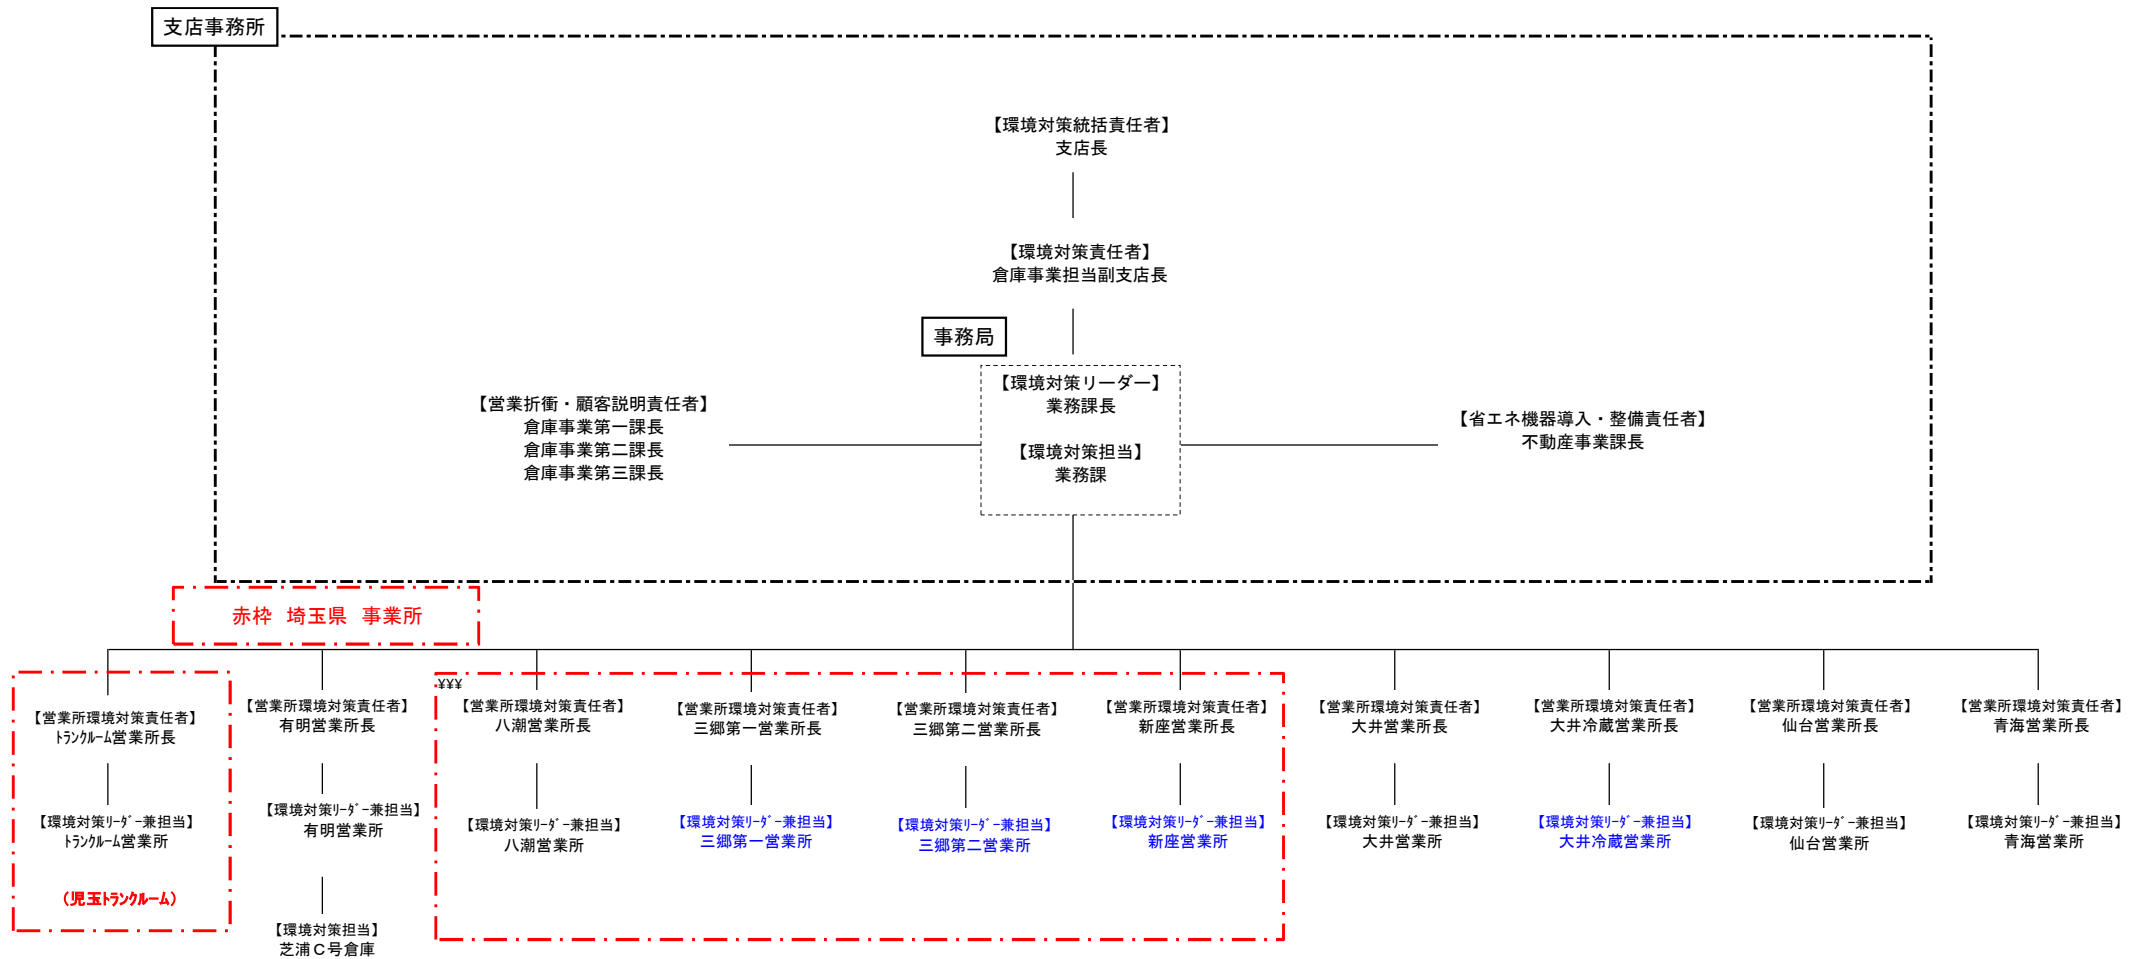 支店事務所
【環境対策統括責任者】
支店長
【環境対策責任者】
倉庫事業担当副支店長
事務局
【環境対策リーダー】
業務課長
【環境対策担当】
業務課
【営業折衝・顧客説明責任者】
倉庫事業第一課長
倉庫事業第二課長
倉庫事業第三課長
【省エネ機器導入・整備責任者】
不動産事業課長
赤枠 埼玉県 事業所
【営業所環境対策責任者】
ﾄﾗﾝｸﾙｰﾑ営業所長
【環境対策ﾘｰﾀﾞｰ兼担当】
ﾄﾗﾝｸﾙｰﾑ営業所
（児玉ﾄﾗﾝｸﾙｰﾑ）
【営業所環境対策責任者】
有明営業所長
【環境対策ﾘｰﾀﾞｰ兼担当】
有明営業所
【環境対策担当】
芝浦Ｃ号倉庫
¥¥¥
【営業所環境対策責任者】
八潮営業所長
【環境対策ﾘｰﾀﾞｰ兼担当】
八潮営業所
【営業所環境対策責任者】
三郷第一営業所長
【環境対策ﾘｰﾀﾞｰ兼担当】
三郷第一営業所
【営業所環境対策責任者】
三郷第二営業所長
【環境対策ﾘｰﾀﾞｰ兼担当】
三郷第二営業所
【営業所環境対策責任者】
新座営業所長
【環境対策ﾘｰﾀﾞｰ兼担当】
新座営業所
【営業所環境対策責任者】
大井営業所長
【環境対策ﾘｰﾀﾞｰ兼担当】
大井営業所
【営業所環境対策責任者】
大井冷蔵営業所長
【環境対策ﾘｰﾀﾞｰ兼担当】
大井冷蔵営業所
【営業所環境対策責任者】
仙台営業所長
【環境対策ﾘｰﾀﾞｰ兼担当】
仙台営業所
【営業所環境対策責任者】
青海営業所長
【環境対策ﾘｰﾀﾞｰ兼担当】
青海営業所